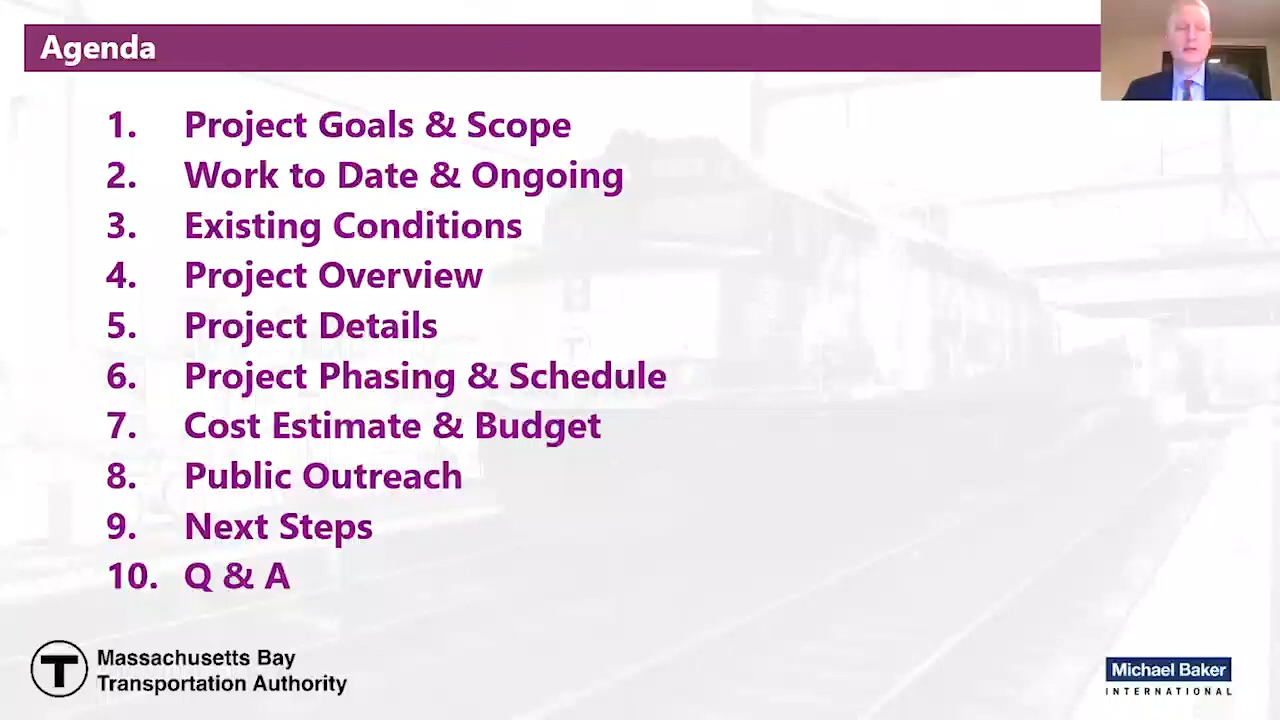 Agenda
1. Project Goals & Scope
2. Work to Date & Ongoing
3. Existing Conditions
4. Project Overview
5. Project Details
6. Project Phasing & Schedule
7. Cost Estimate & Budget
8. Public Outreach
9. Next Steps
10. Q & A
T
Massachusetts Bay
Transportation Authority
Michael Baker
INTERNATIONAL